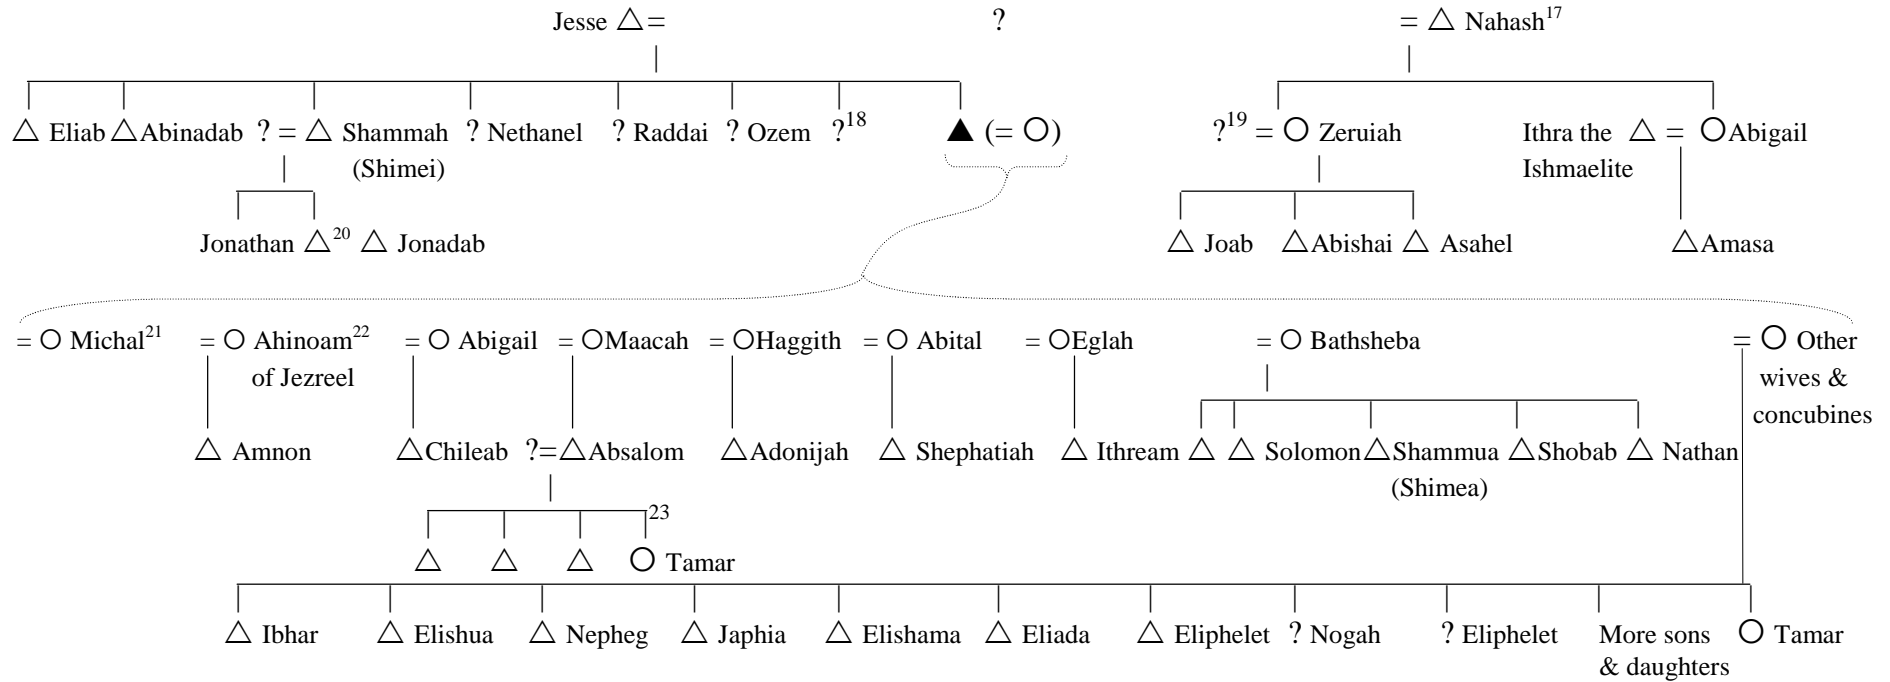 Jesse △ = ? = △ Nahash17
△ Eliab △ Abinadab ? = △ Shammah ? Nethanel ? Raddai ? Ozem ?18 ▲ (= ○) ?19 = ○ Zeruiah Ithra the △ = ○ Abigail
(Shimei) Ishmaelite
Jonathan △20 △ Jonadab △ Joab △ Abishai △ Asahel △ Amasa
= ○ Michal21 = ○ Ahinoam22 = ○ Abigail = ○ Maacah = ○ Haggith = ○ Abital = ○ Eglah = ○ Bathsheba = ○ Other
of Jezreel wives &
concubines
△ Amnon △ Chileab ?= △ Absalom △ Adonijah △ Shephatiah △ Ithream △ △ Solomon △ Shammua △ Shobab △ Nathan
(Shimea)
23
△ △ △ ○ Tamar
△ Ibhar △ Elishua △ Nepheg △ Japhia △ Elishama △ Eliada △ Eliphelet ? Nogah ? Eliphelet More sons ○ Tamar
& daughters